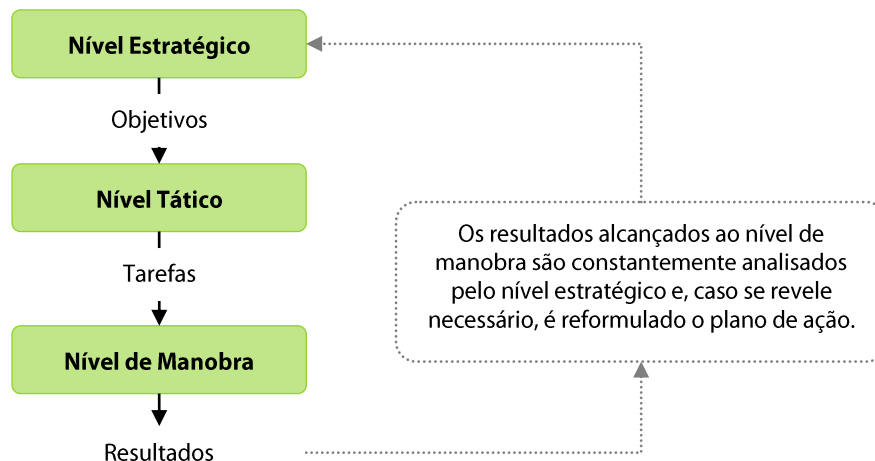 Nível Estratégico
Objetivos
Nível Tático
Tarefas
Nível de Manobra
Resultados
Os resultados alcançados ao nível de
manobra são constantemente analisados
pelo nível estratégico e, caso se revele
necessário, é reformulado o plano de ação.